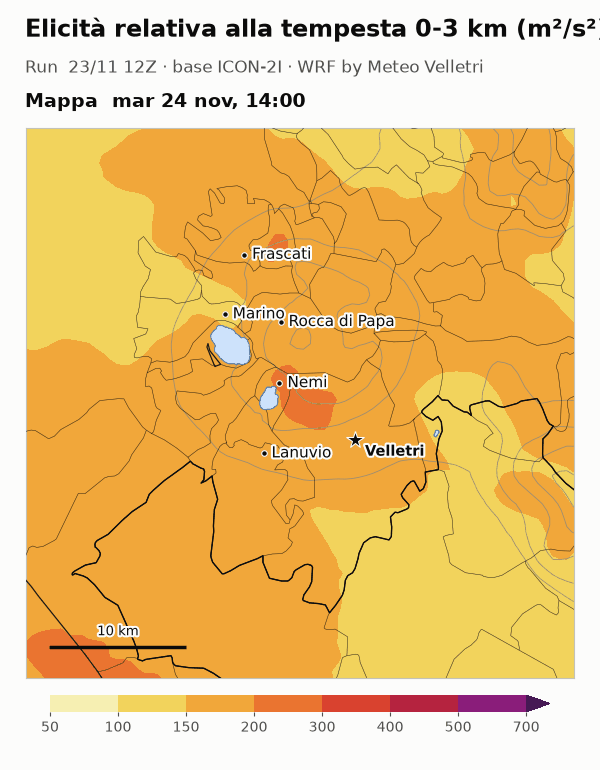 Elicità relativa alla tempesta 0-3 km (m²/s²)
Run 23/11 12Z · base ICON-2I · WRF by Meteo Velletri
Mappa mar 24 nov, 14:00
Frascati
Marino
Rocca di Papa
Nemi
Velletri
Lanuvio
10 km
50 100 150 200 300 400 500 700